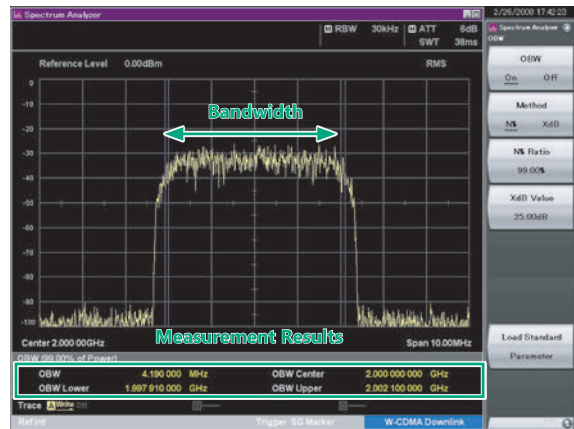 Spectrum Analyzer
2/26/2008 17:42:23
RBW 30kHz ATT 6dB
SWT 38ms
Spectrum Analyzer
OBW
Reference Level 0.00dBm RMS
OBW
On Off
Method
N% XdB
N% Ratio
99.00%
XdB Value
25.00dB
Load Standard
Parameter
0
-10
-20
-30
-40
-50
-60
-70
-80
-90
-100
Bandwidth
Measurement Results
Center 2.000 00GHz Span 10.00MHz
OBW (99.00% of Power)
OBW 4.190 000 MHz OBW Center 2.000 000 000 GHz
OBW Lower 1.997 910 000 GHz OBW Upper 2.002 100 000 GHz
Trace A Write Off
Ref.Int Trigger SG Marker W-CDMA Downlink